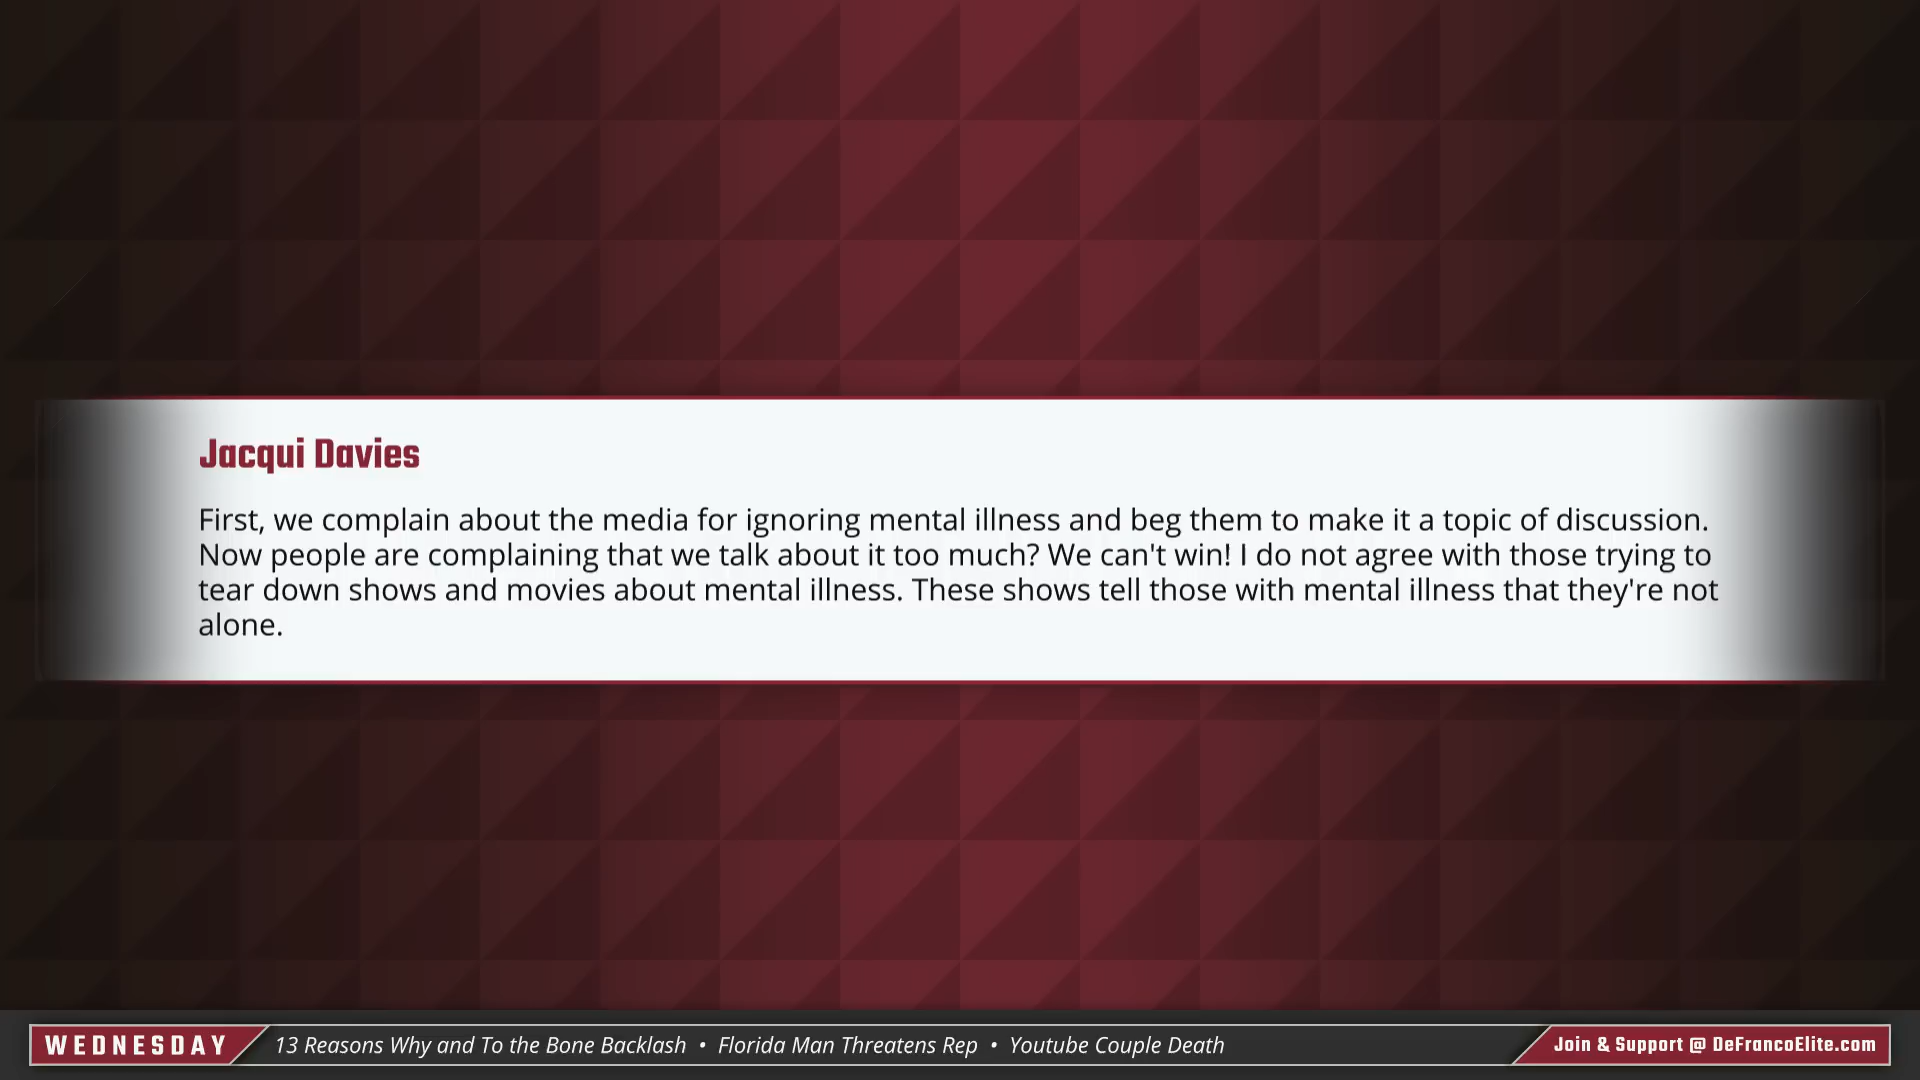 Jacqui Davies
First, we complain about the media for ignoring mental illness and beg them to make it a topic of discussion.
Now people are complaining that we talk about it too much? We can't win! I do not agree with those trying to
tear down shows and movies about mental illness. These shows tell those with mental illness that they're not
alone.
WEDNESDAY 13 Reasons Why and To the Bone Backlash • Florida Man Threatens Rep • Youtube Couple Death Join & Support @ DeFrancoElite.com